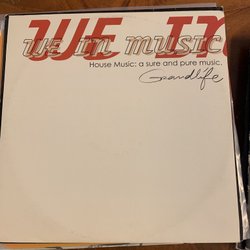 WE IN
WE IN MUSIC
House Music: a sure and pure music.
Grandlife